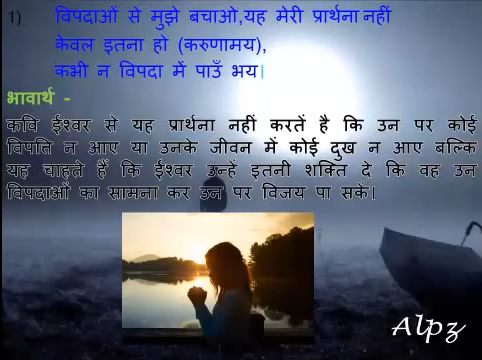 1) विपदाओं से मुझे बचाओ,यह मेरी प्रार्थना नहीं
केवल इतना हो (करुणामय),
कभी न विपदा में पाऊँ भय।
भावार्थ -
कवि ईश्वर से यह प्रार्थना नहीं करतें है कि उन पर कोई
विपत्ति न आए या उनके जीवन में कोई दुख न आए बल्कि
यह चाहते हैं कि ईश्वर उन्हें इतनी शक्ति दे कि वह उन
विपदाओं का सामना कर उन पर विजय पा सकें।
Alpz